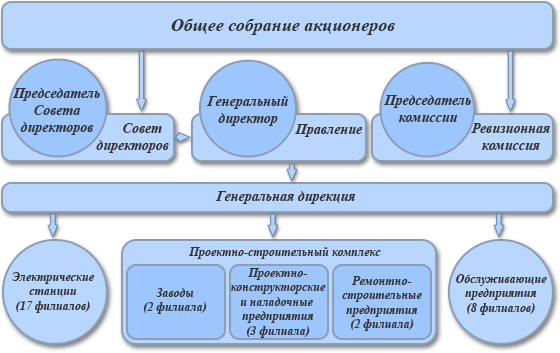 Общее собрание акционеров
Председатель
Совета
директоров
Совет
директоров
Генеральный
директор
Правление
Председатель
комиссии
Ревизионная
комиссия
Генеральная дирекция
Электрические
станции
(17 филиалов)
Проектно-строительный комплекс
Заводы
(2 филиала)
Проектно-
конструкторские
и наладочные
предприятия
(3 филиала)
Ремонтно-
строительные
предприятия
(2 филиала)
Обслуживающие
предприятия
(8 филиалов)